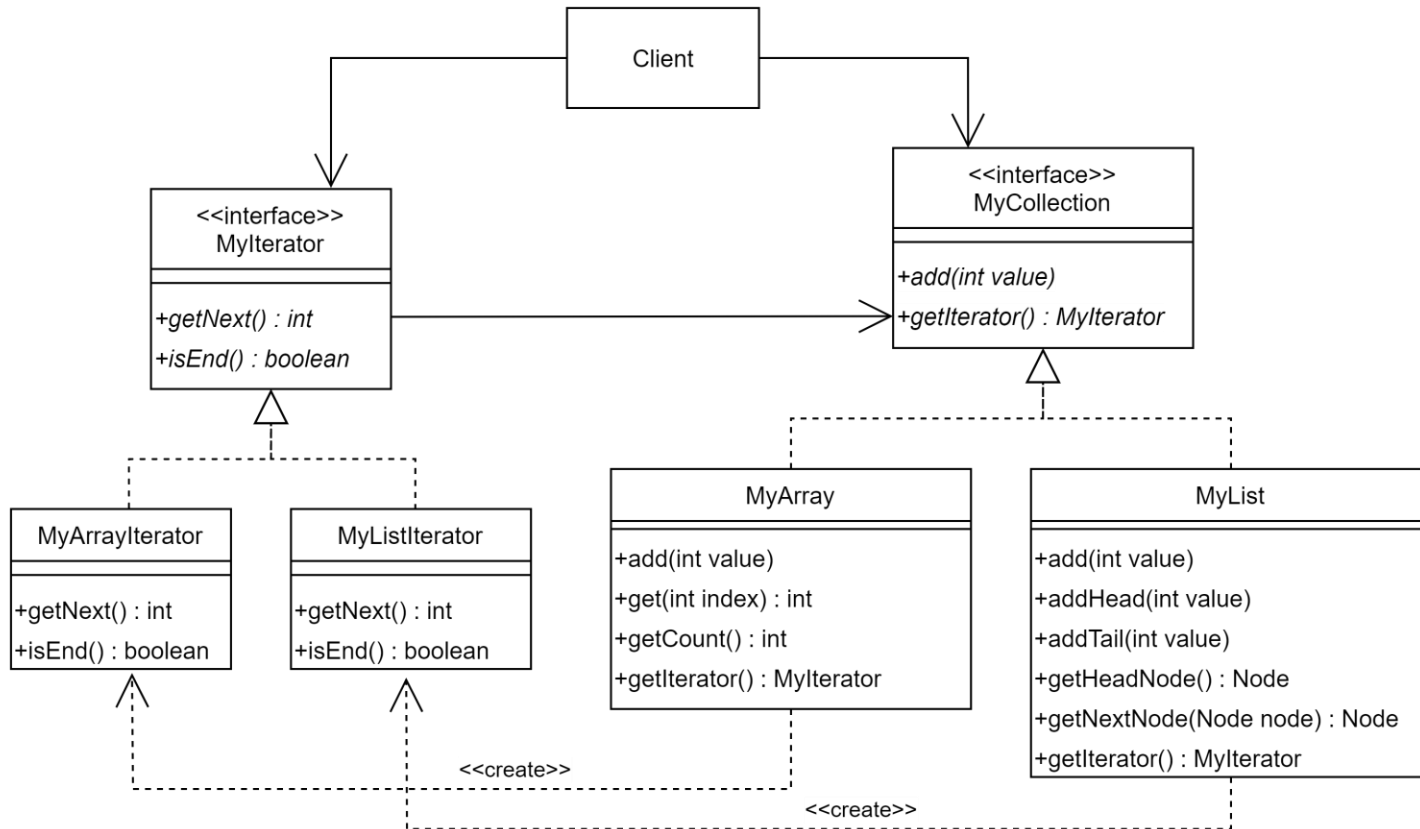 Client
<<interface>>
MyIterator
+getNext() : int
+isEnd() : boolean
<<interface>>
MyCollection
+add(int value)
+getIterator() : MyIterator
MyArrayIterator
+getNext() : int
+isEnd() : boolean
MyListIterator
+getNext() : int
+isEnd() : boolean
MyArray
+add(int value)
+get(int index) : int
+getCount() : int
+getIterator() : MyIterator
MyList
+add(int value)
+addHead(int value)
+addTail(int value)
+getHeadNode() : Node
+getNextNode(Node node) : Node
+getIterator() : MyIterator
<<create>>
<<create>>